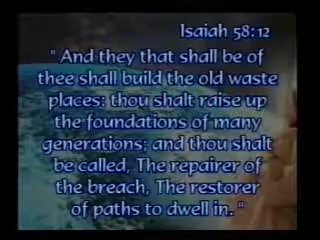 Isaiah 58:12
"And they that shall be of
thee shall build the old waste
places: thou shalt raise up
the foundations of many
generations; and thou shalt
be called, The repairer of
the breach, The restorer
of paths to dwell in."